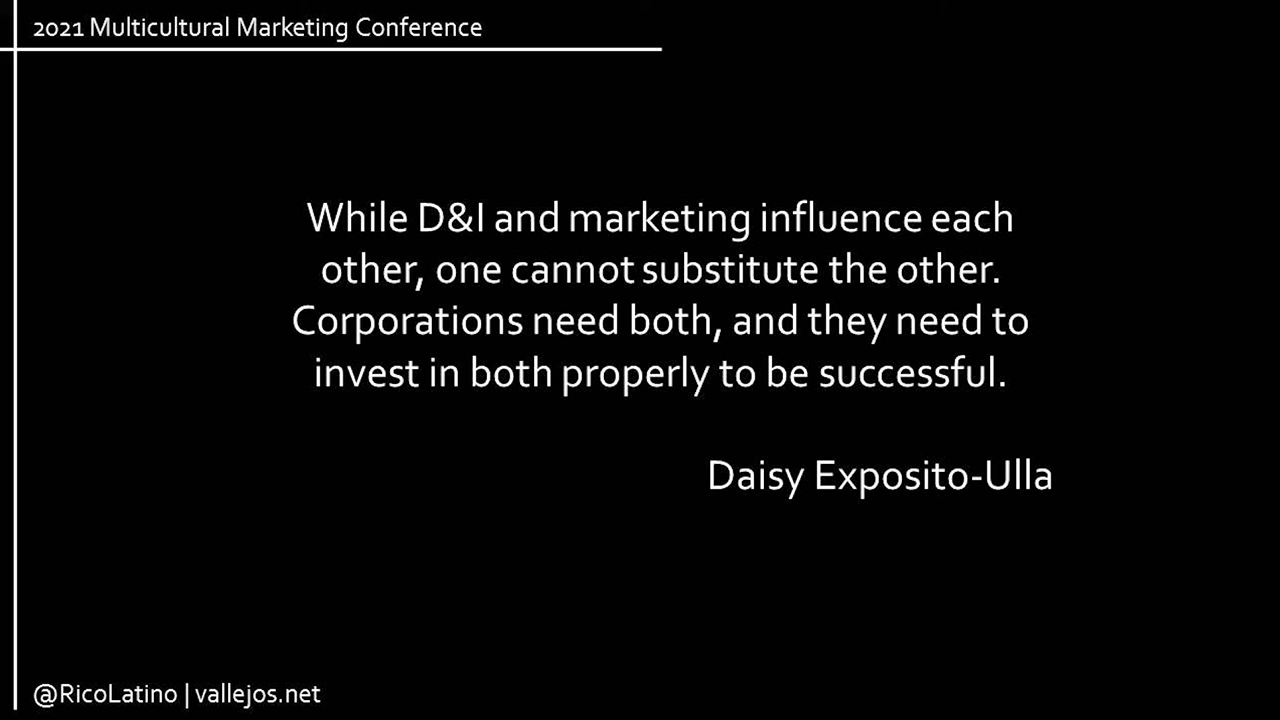 2021 Multicultural Marketing Conference
While D&I and marketing influence each
other, one cannot substitute the other.
Corporations need both, and they need to
invest in both properly to be successful.
Daisy Exposito-Ulla
@RicoLatino | vallejos.net